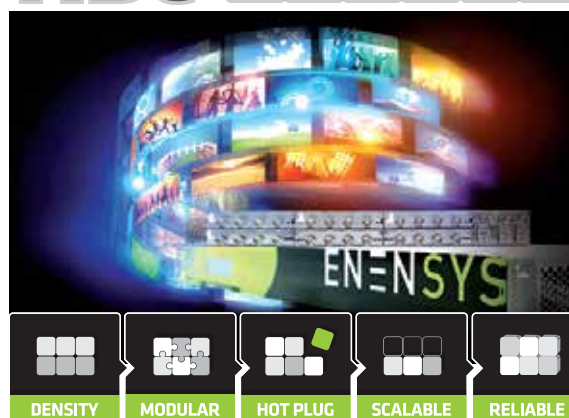 ENENSYS
DENSITY
MODULAR
HOT PLUG
SCALABLE
RELIABLE